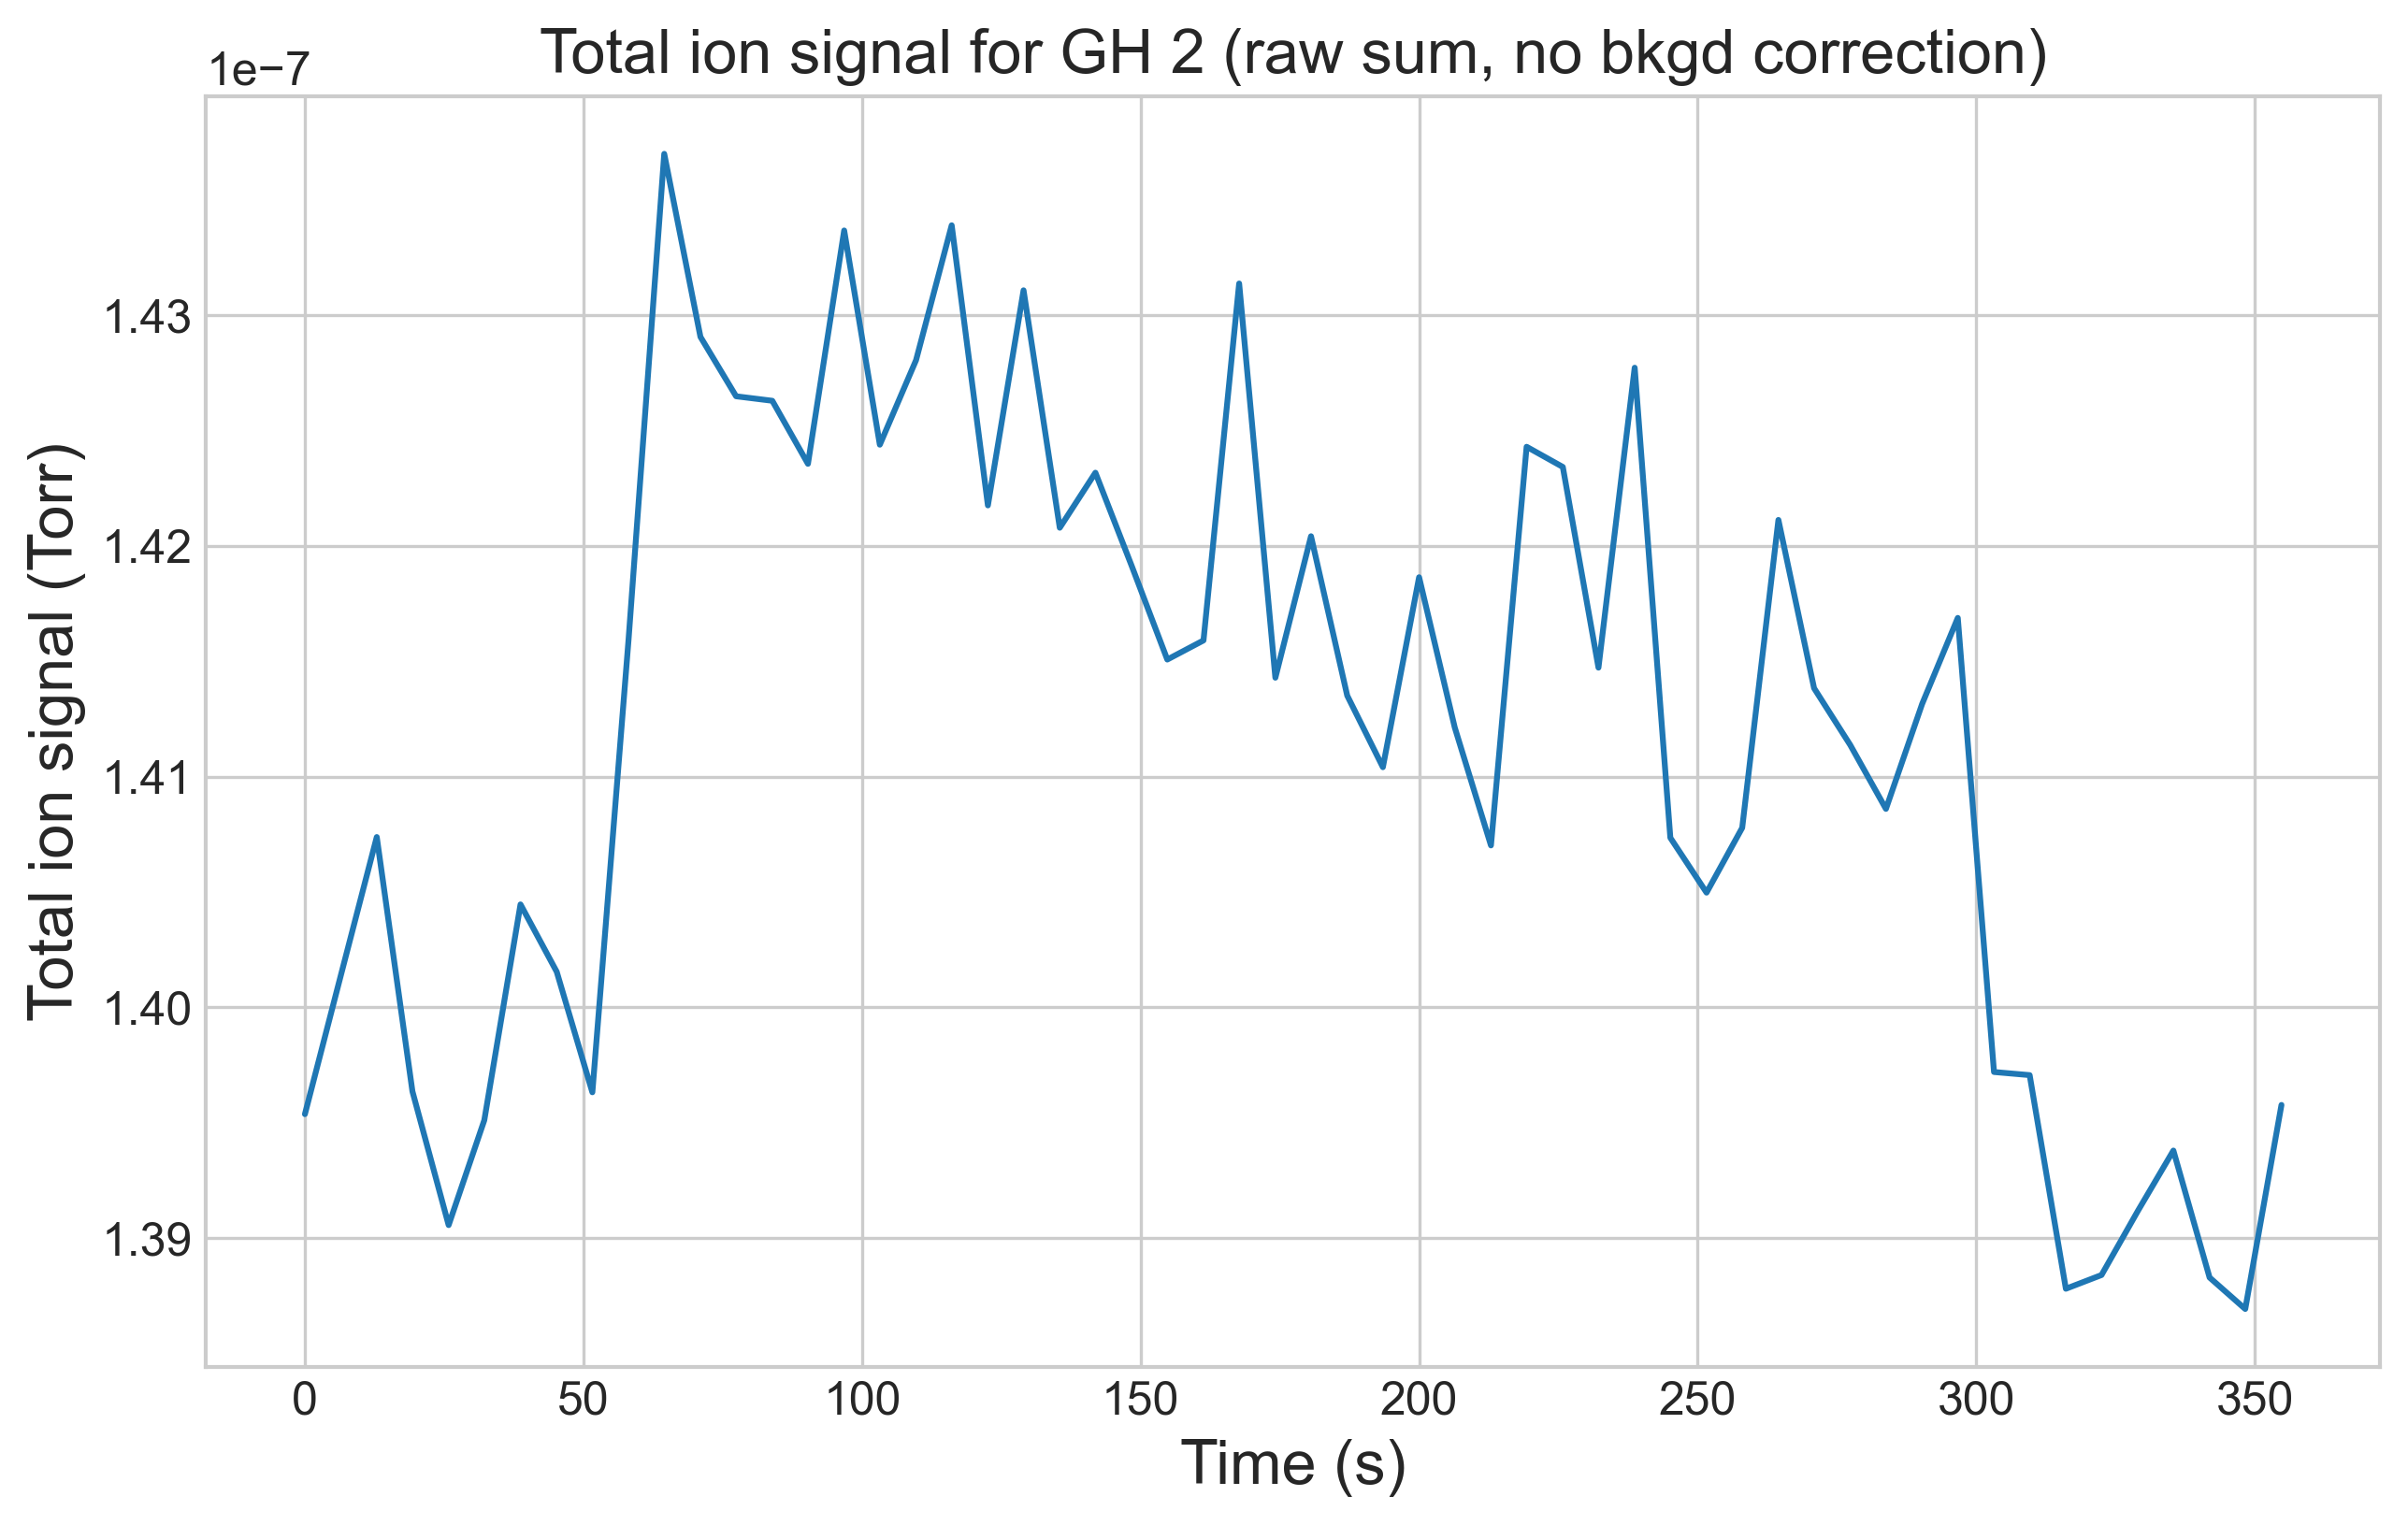 Total ion signal for GH 2 (raw sum, no bkgd correction)
1e−7
1.43
1.42
1.41
1.40
1.39
Total ion signal (Torr)
0 50 100 150 200 250 300 350
Time (s)